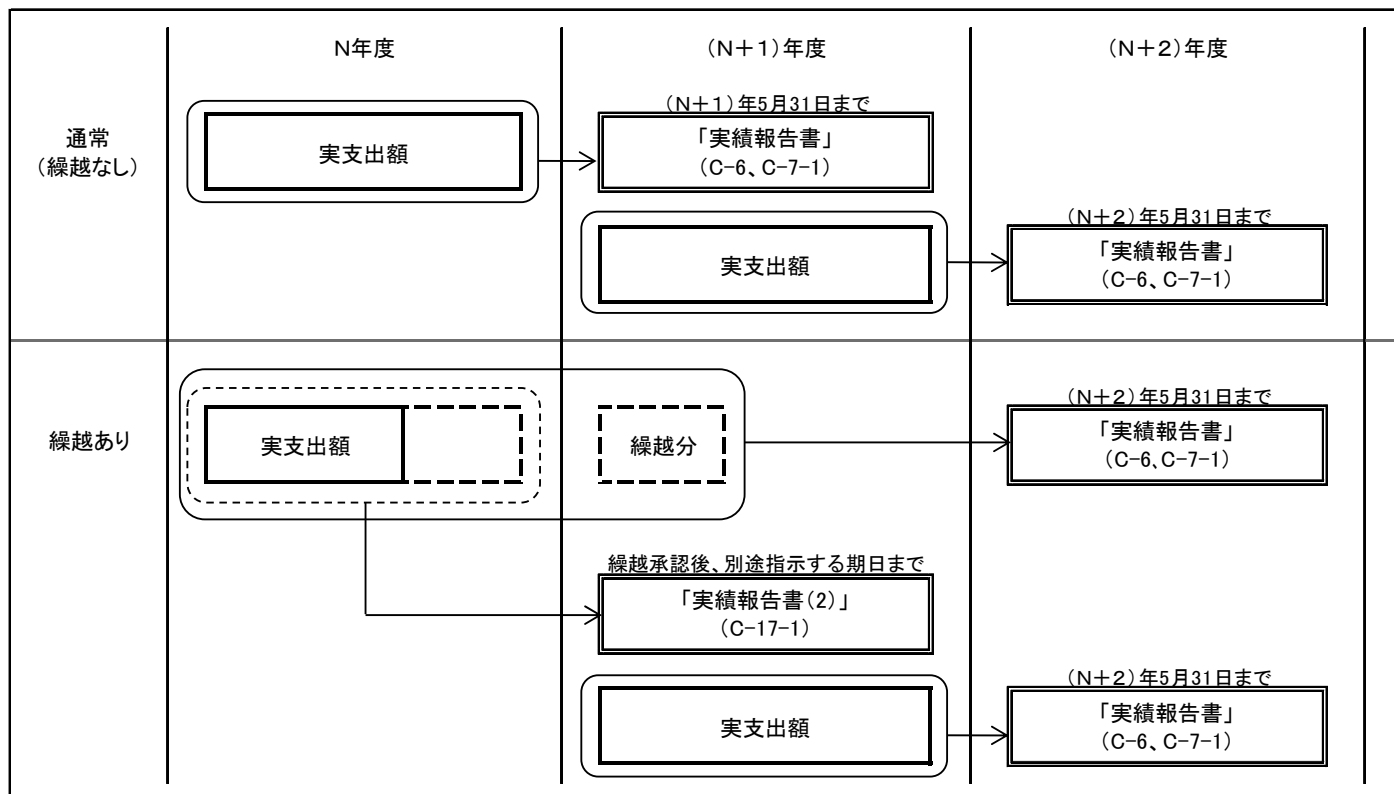 N年度
(N+1)年度
(N+2)年度
通常
(繰越なし)
実支出額
(N+1)年5月31日まで
「実績報告書」
(C-6、C-7-1)
実支出額
(N+2)年5月31日まで
「実績報告書」
(C-6、C-7-1)
繰越あり
実支出額
繰越分
(N+2)年5月31日まで
「実績報告書」
(C-6、C-7-1)
繰越承認後、別途指示する期日まで
「実績報告書(2)」
(C-17-1)
実支出額
(N+2)年5月31日まで
「実績報告書」
(C-6、C-7-1)